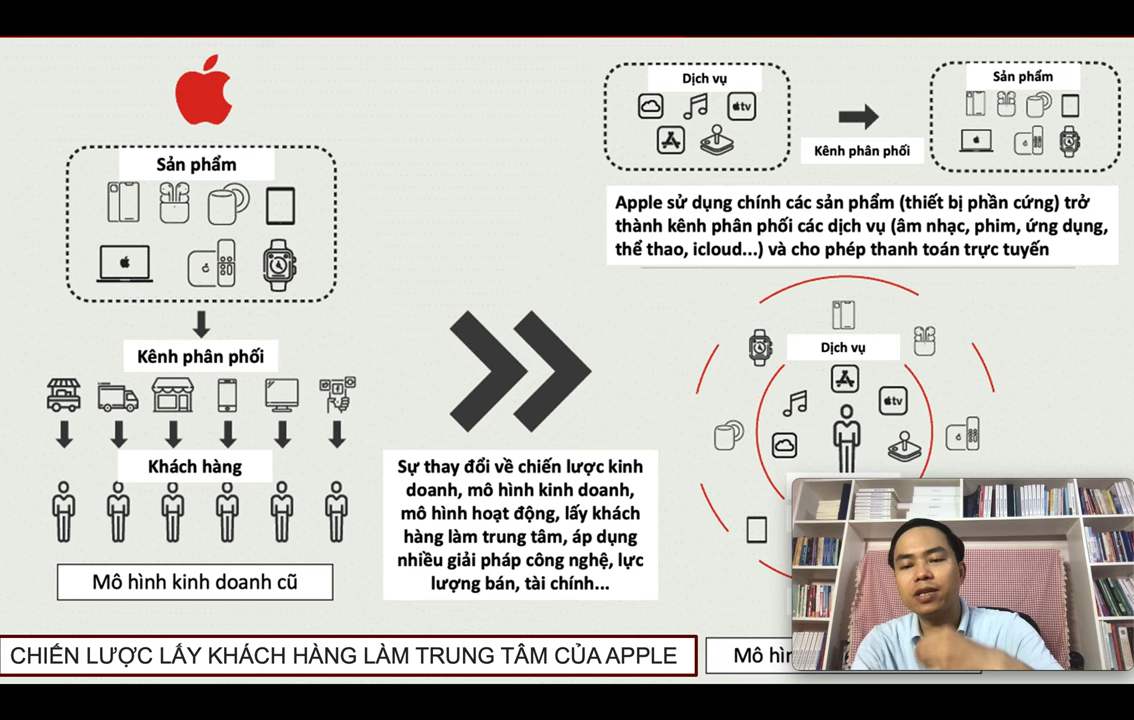 Sản phẩm
Kênh phân phối
Khách hàng
Mô hình kinh doanh cũ
Sự thay đổi về chiến lược kinh
doanh, mô hình kinh doanh,
mô hình hoạt động, lấy khách
hàng làm trung tâm, áp dụng
nhiều giải pháp công nghệ, lực
lượng bán, tài chính...
Dịch vụ
tv
Kênh phân phối
Sản phẩm
Apple sử dụng chính các sản phẩm (thiết bị phần cứng) trở
thành kênh phân phối các dịch vụ (âm nhạc, phim, ứng dụng,
thể thao, icloud...) và cho phép thanh toán trực tuyến
Dịch vụ
tv
CHIẾN LƯỢC LẤY KHÁCH HÀNG LÀM TRUNG TÂM CỦA APPLE
Mô